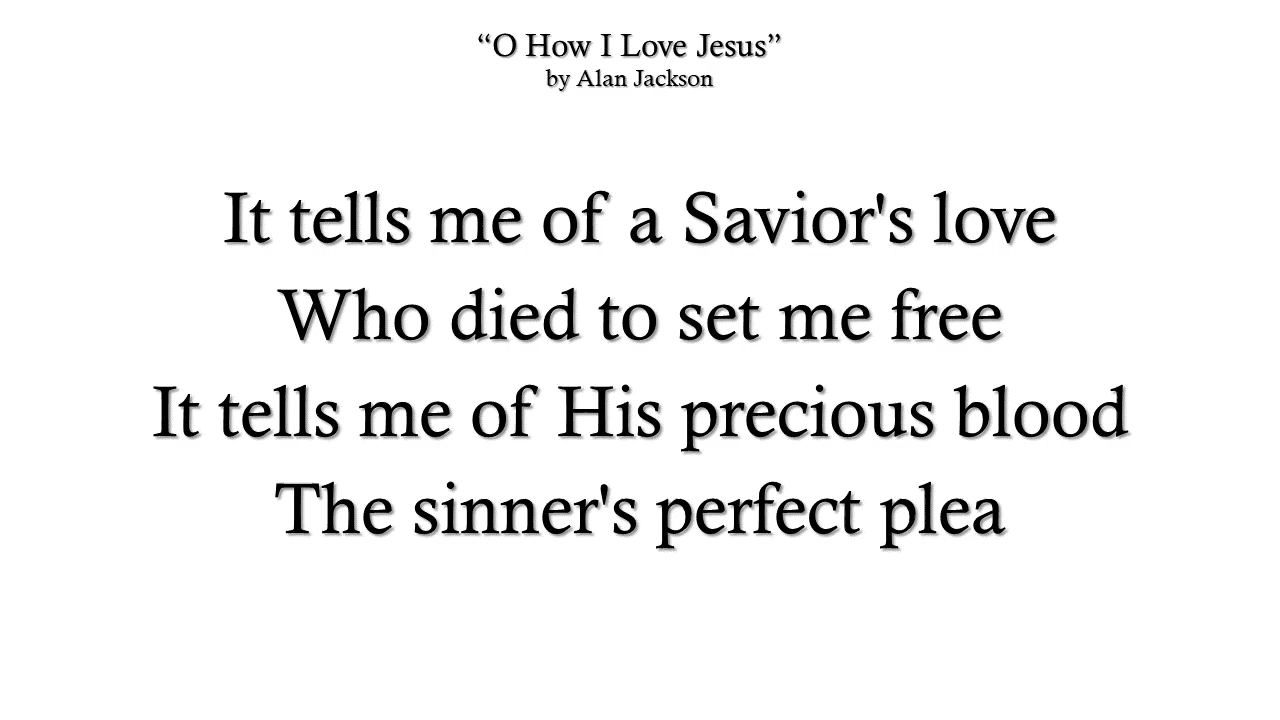 “O How I Love Jesus”
by Alan Jackson
It tells me of a Savior's love
Who died to set me free
It tells me of His precious blood
The sinner's perfect plea